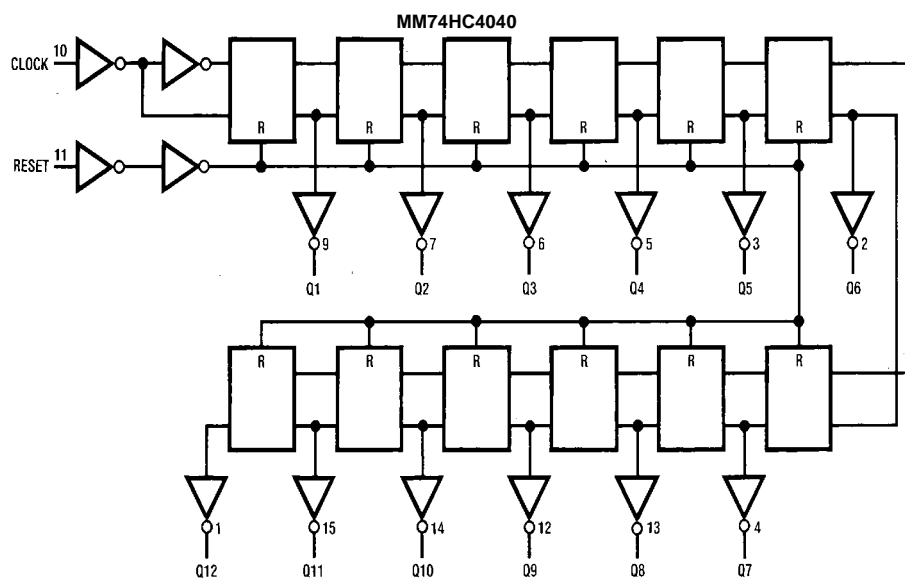 MM74HC4040
10
CLOCK
R R R R R R
11
RESET
9 7 6 5 3 2
Q1 Q2 Q3 Q4 Q5 Q6
R R R R R R
1 15 14 12 13 4
Q12 Q11 Q10 Q9 Q8 Q7